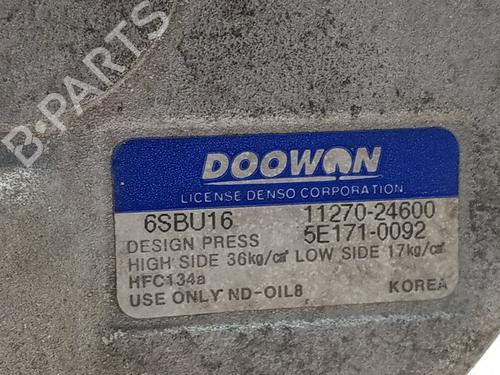 B-PARTS
DOOWON
LICENSE DENSO CORPORATION.
6SBU16 11270-24600
DESIGN PRESS 5E171-0092
HIGH SIDE 36kg/㎠ LOW SIDE 17kg/㎠
HFC134a
USE ONLY ND-OIL8 KOREA